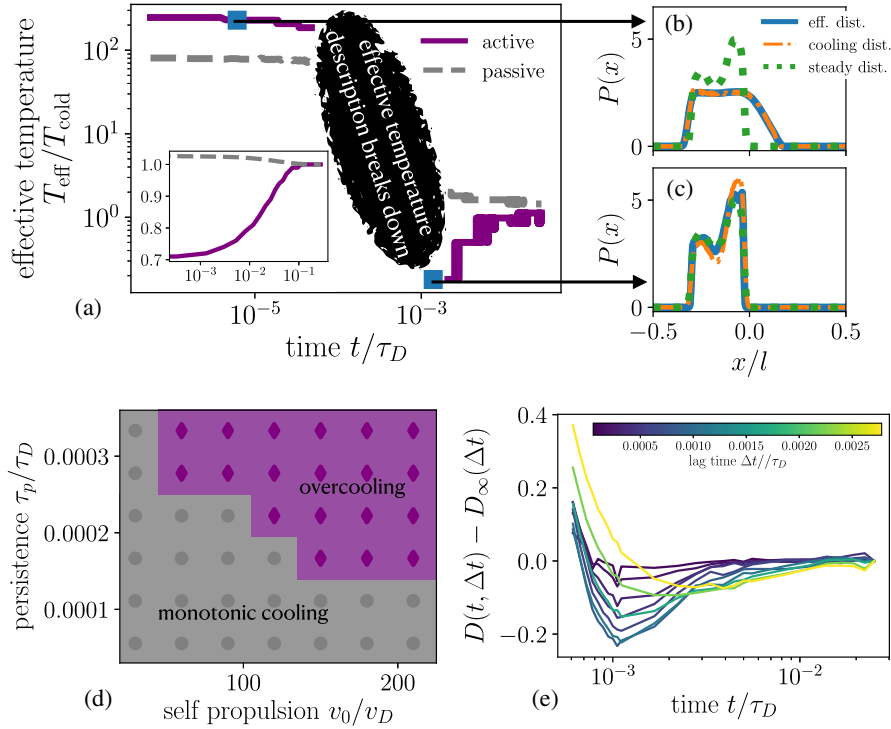 effective temperature
T_eff/T_cold
10^2
10^1
10^0
active
passive
effective temperature
description breaks down
1.0
0.9
0.8
0.7
10^-3
10^-2
10^-1
(a)
10^-5
10^-3
time t/τ_D
(b)
eff. dist.
cooling dist.
steady dist.
P(x)
5
0
(c)
P(x)
5
0
-0.5
0.0
0.5
x/l
persistence τ_p/τ_D
0.0003
0.0002
0.0001
overcooling
monotonic cooling
(d)
100
200
self propulsion v_0/v_D
D(t, Δt) − D_∞(Δt)
0.4
0.2
0.0
−0.2
0.0005 0.0010 0.0015 0.0020 0.0025
lag time Δt//τ_D
(e)
10^-3
10^-2
time t/τ_D